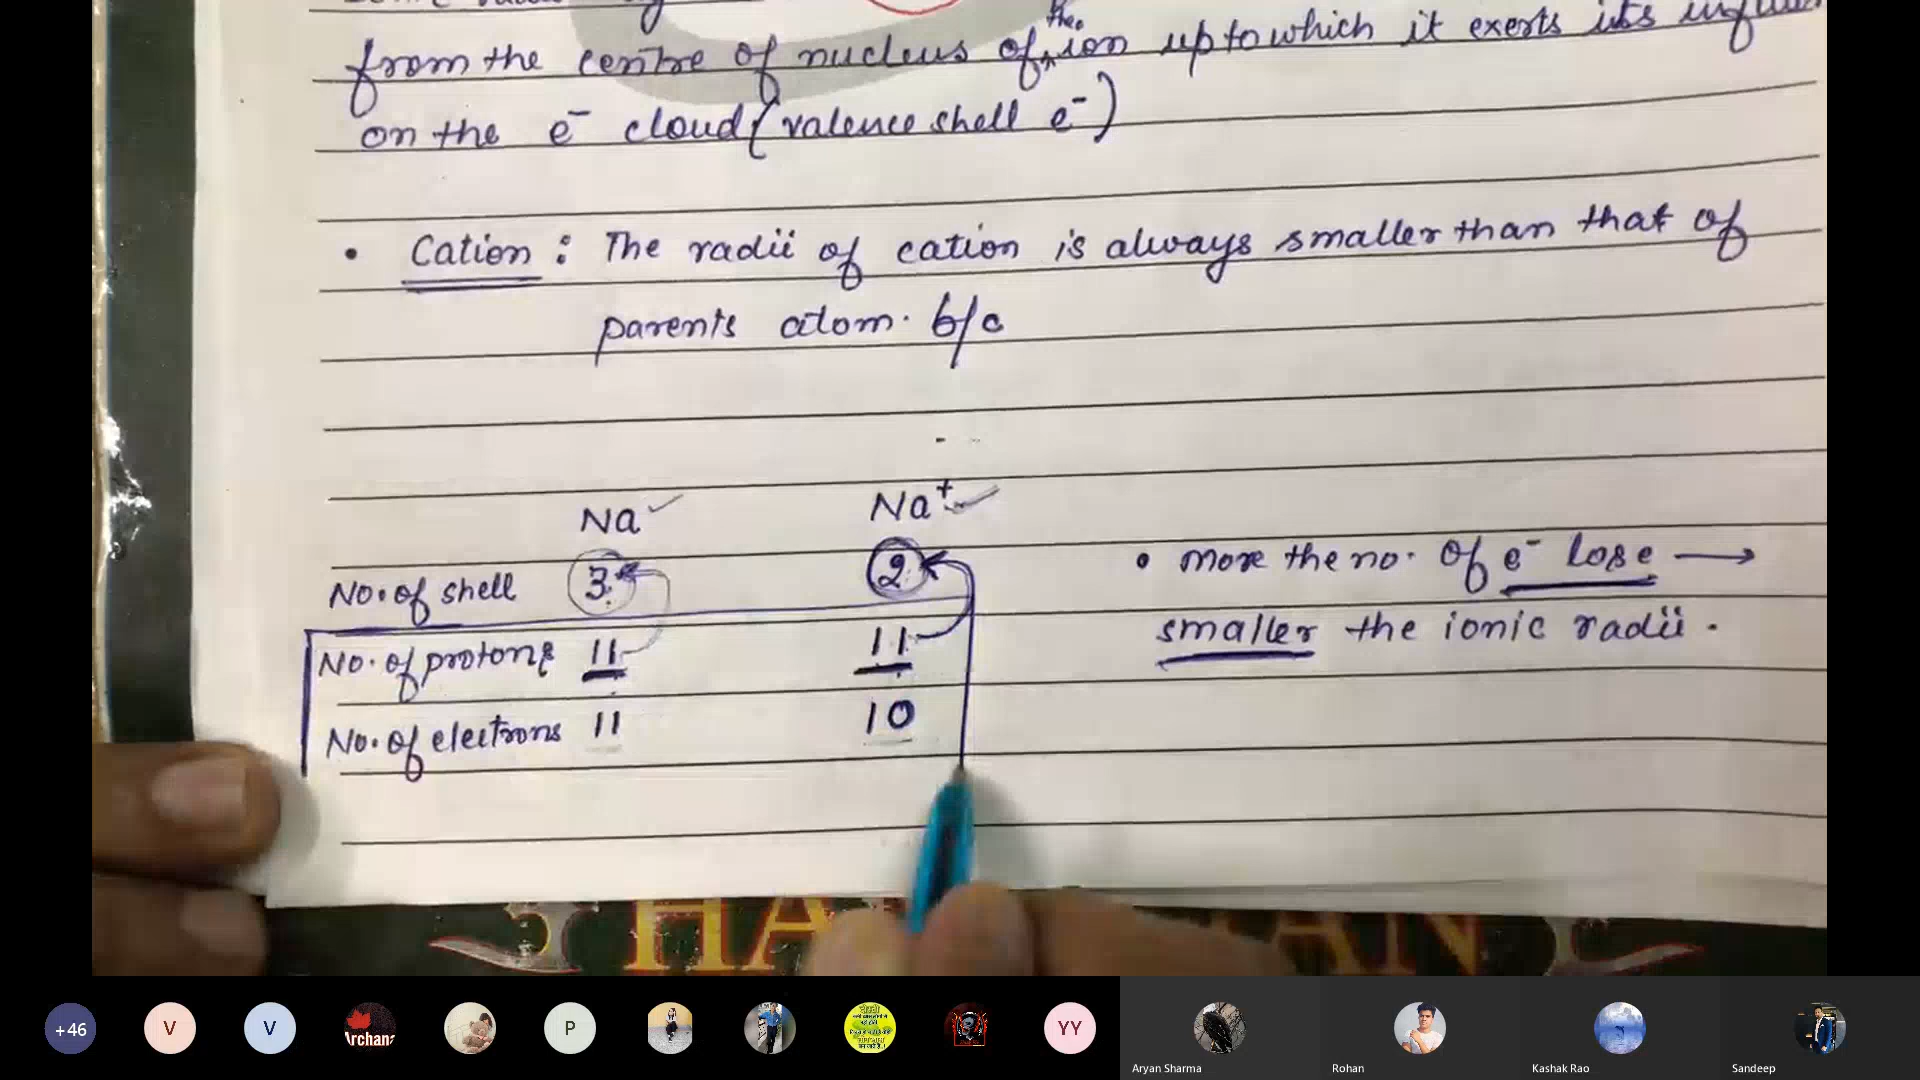 from the centre of nucleus of the ion upto which it exerts its
on the e⁻ cloud (valence shell e⁻)
• Cation : The radii of cation is always smaller than that of
parents atom. b/c
Na Na⁺
No. of shell 3 2
No. of protons 11 11
No. of electrons 11 10
• More the no. of e⁻ lose →
smaller the ionic radii.
+46
V
V
Archana
P
YY
Aryan Sharma
Rohan
Kashak Rao
Sandeep